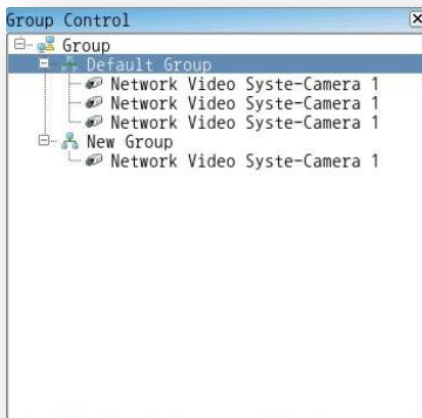 Group Control
Group
Default Group
Network Video Syste-Camera 1
Network Video Syste-Camera 1
Network Video Syste-Camera 1
New Group
Network Video Syste-Camera 1